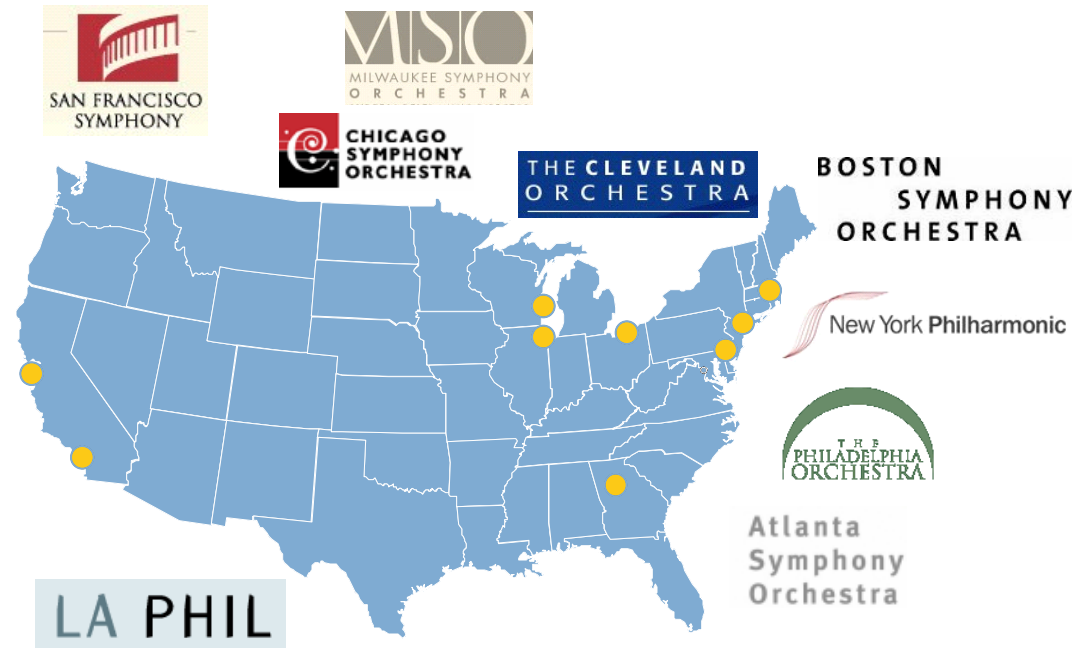 SAN FRANCISCO
SYMPHONY
MSO
MILWAUKEE SYMPHONY
ORCHESTRA
CHICAGO
SYMPHONY
ORCHESTRA
THE CLEVELAND
ORCHESTRA
BOSTON
SYMPHONY
ORCHESTRA
New York Philharmonic
THE
PHILADELPHIA
ORCHESTRA
Atlanta
Symphony
Orchestra
LA PHIL